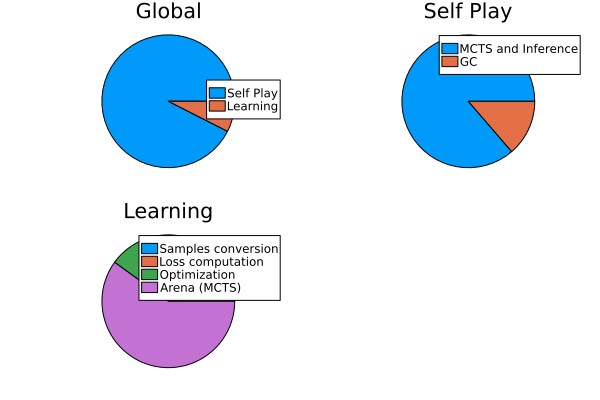 Global
Self Play
Learning
Self Play
MCTS and Inference
GC
Learning
Samples conversion
Loss computation
Optimization
Arena (MCTS)